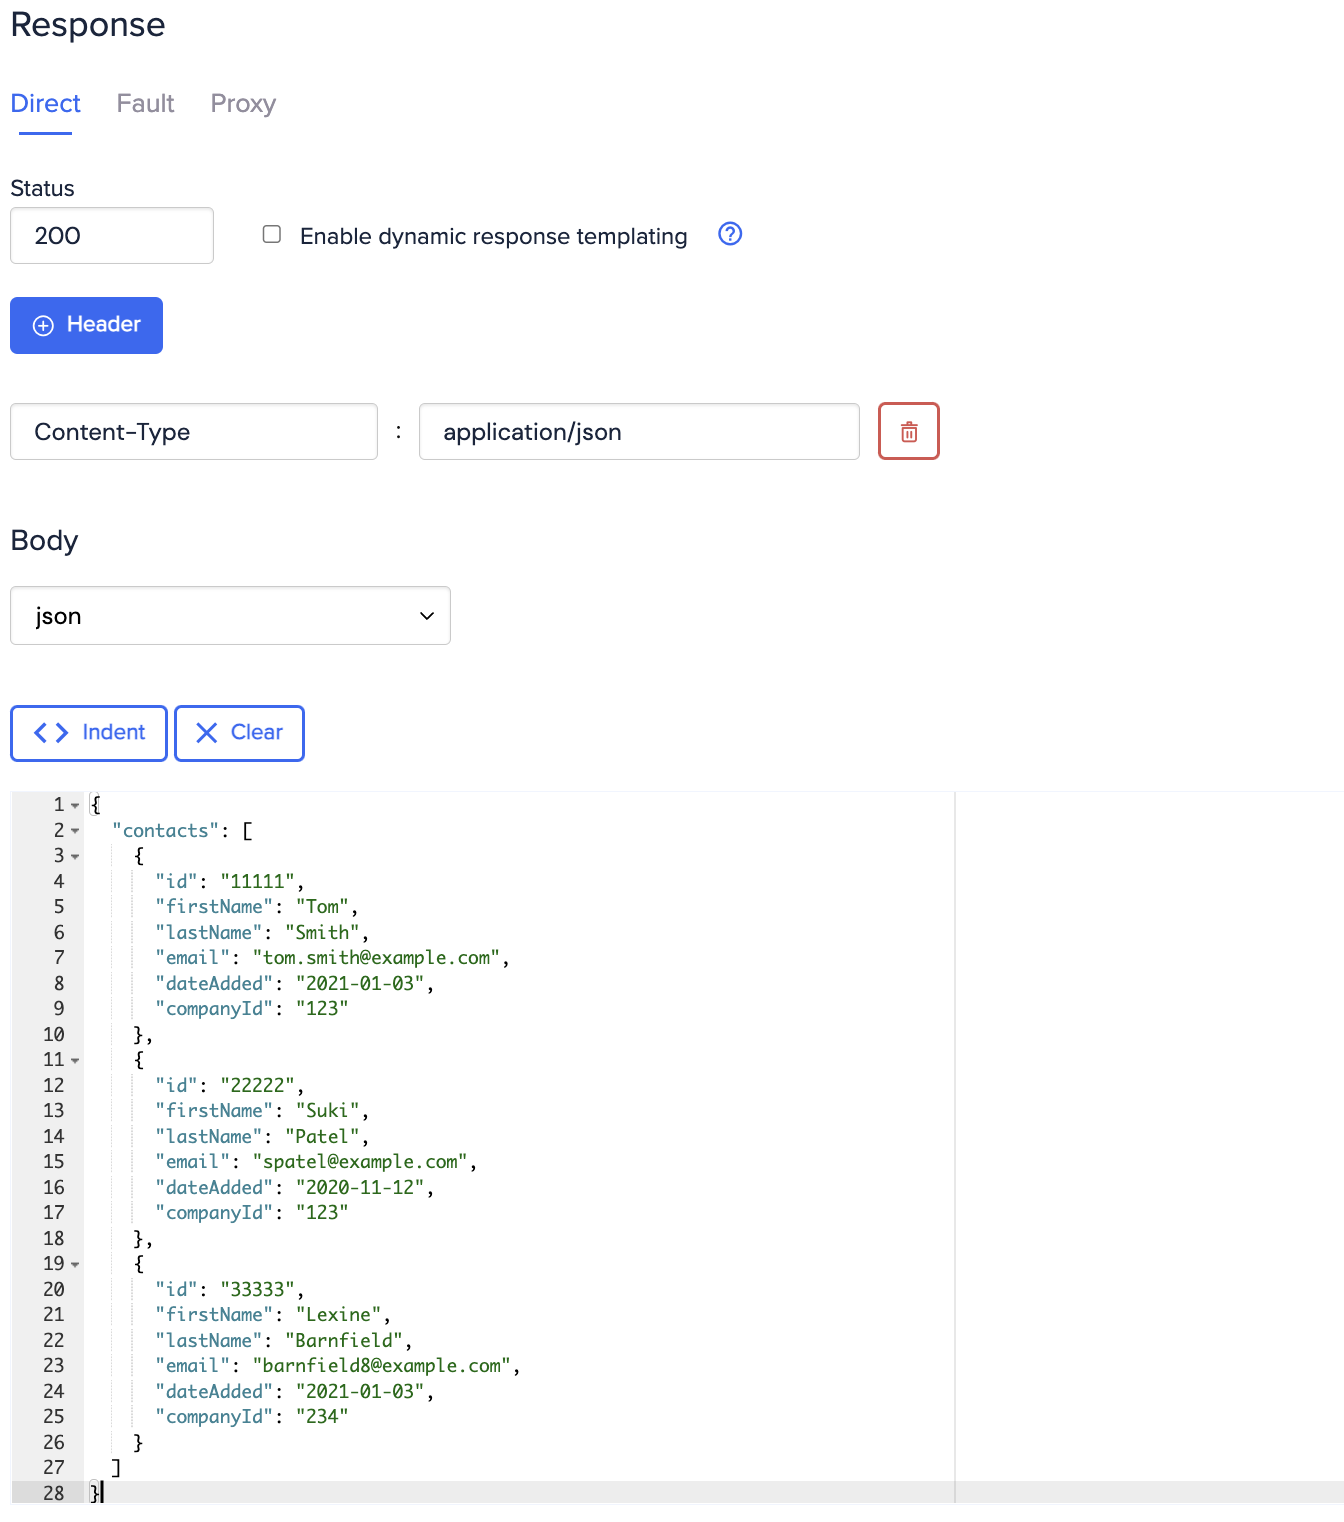 Response
Direct Fault Proxy
Status
200 Enable dynamic response templating ?
Header
Content-Type : application/json
Body
json
Indent Clear
1 {
2   "contacts": [
3     {
4       "id": "11111",
5       "firstName": "Tom",
6       "lastName": "Smith",
7       "email": "tom.smith@example.com",
8       "dateAdded": "2021-01-03",
9       "companyId": "123"
10     },
11     {
12       "id": "22222",
13       "firstName": "Suki",
14       "lastName": "Patel",
15       "email": "spatel@example.com",
16       "dateAdded": "2020-11-12",
17       "companyId": "123"
18     },
19     {
20       "id": "33333",
21       "firstName": "Lexine",
22       "lastName": "Barnfield",
23       "email": "barnfield8@example.com",
24       "dateAdded": "2021-01-03",
25       "companyId": "234"
26     }
27   ]
28 }